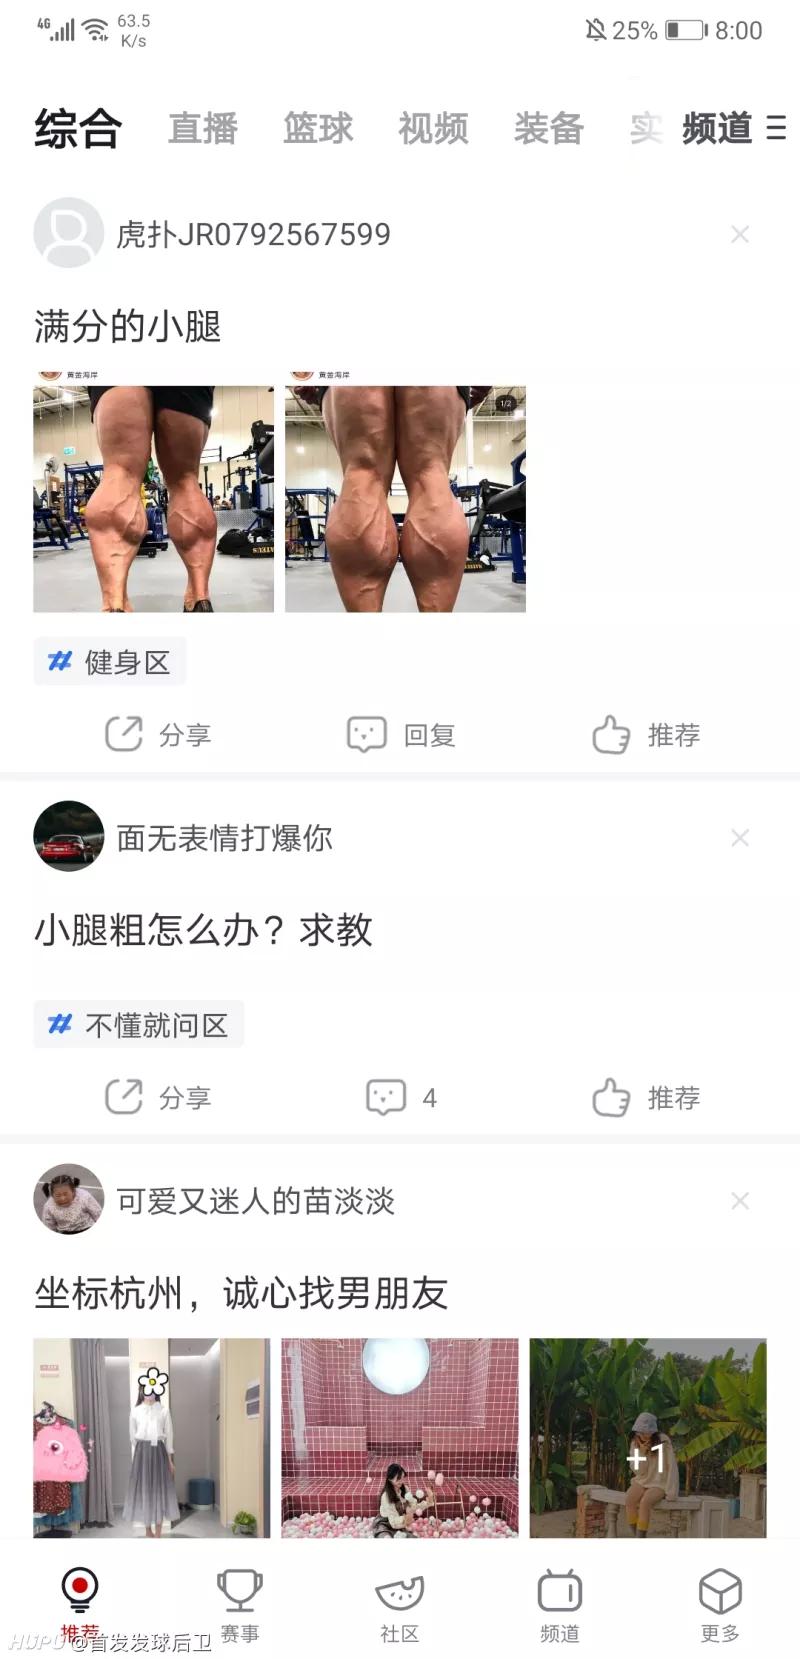 4G 63.5 K/s 25% 8:00
综合 直播 篮球 视频 装备 实 频道
虎扑JR0792567599
满分的小腿
黄金海岸 黄金海岸
1/2
健身区
分享 回复 推荐
面无表情打爆你
小腿粗怎么办？求教
不懂就问区
分享 4 推荐
可爱又迷人的苗淡淡
坐标杭州，诚心找男朋友
+1
推荐 赛事 社区 频道 更多
HUPU @首发发球后卫